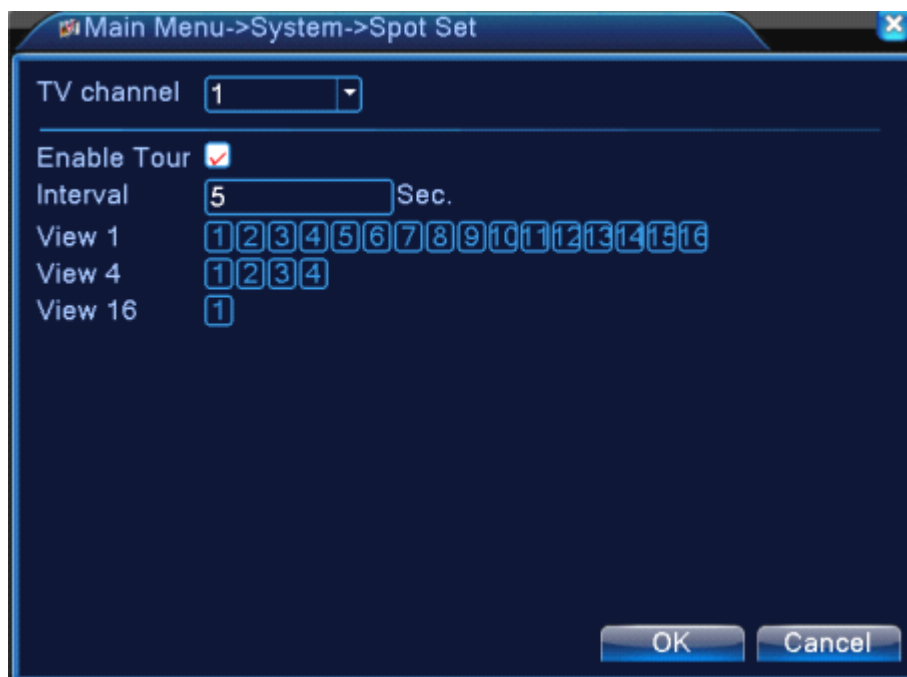 Main Menu->System->Spot Set
TV channel 1
Enable Tour
Interval 5 Sec.
View 1 1 2 3 4 5 6 7 8 9 10 11 12 13 14 15 16
View 4 1 2 3 4
View 16 1
OK Cancel